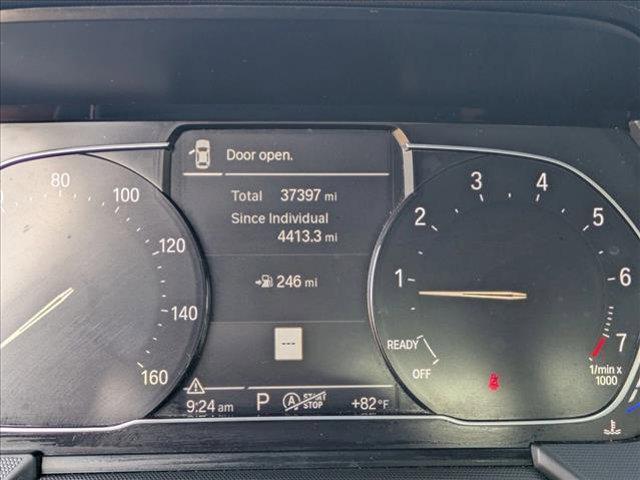 Door open.
Total 37397 mi
Since Individual
4413.3 mi
246 mi
---
9:24 am P A START STOP +82°F
80
100
120
140
160
1
2
3
4
5
6
7
READY
OFF
1/min x
1000